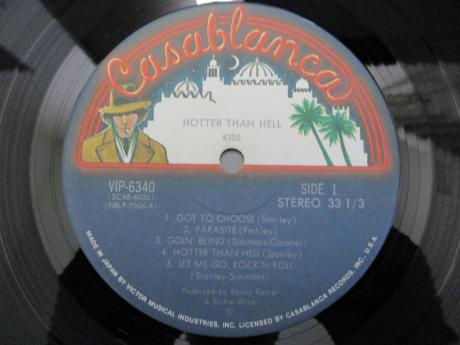 Casablanca
HOTTER THAN HELL
KISS
VIP-6340
(SCAB-6020)
(NBLP-7006-A)
SIDE 1
STEREO 33 1/3
1. GOT TO CHOOSE (Stanley)
2. PARASITE (Frehley)
3. GOIN' BLIND (Simmons-Coronel)
4. HOTTER THAN HELL (Stanley)
5. LET ME GO, ROCK'N ROLL
(Stanley-Simmons)
Produced by Kenny Kerner
& Richie Wise
MADE IN JAPAN BY VICTOR MUSICAL INDUSTRIES, INC. LICENSED BY CASABLANCA RECORDS, INC., U.S.A.